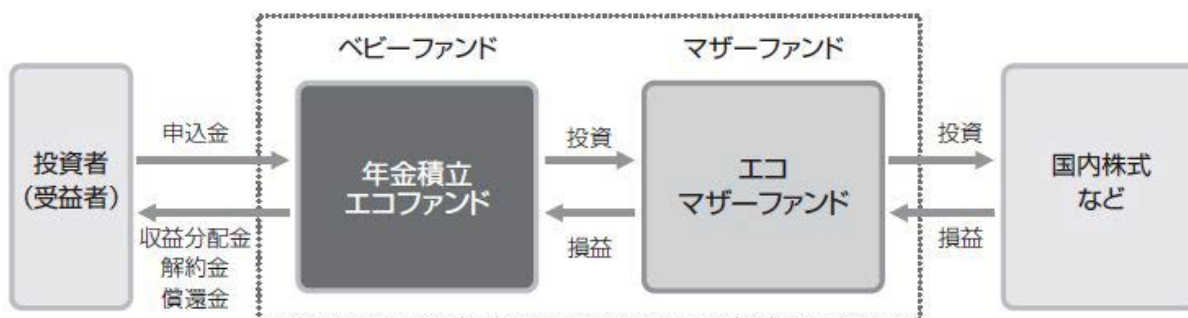 ベビーファンド
マザーファンド
投資者
(受益者)
申込金
収益分配金
解約金
償還金
年金積立
エコファンド
投資
損益
エコ
マザーファンド
投資
損益
国内株式
など